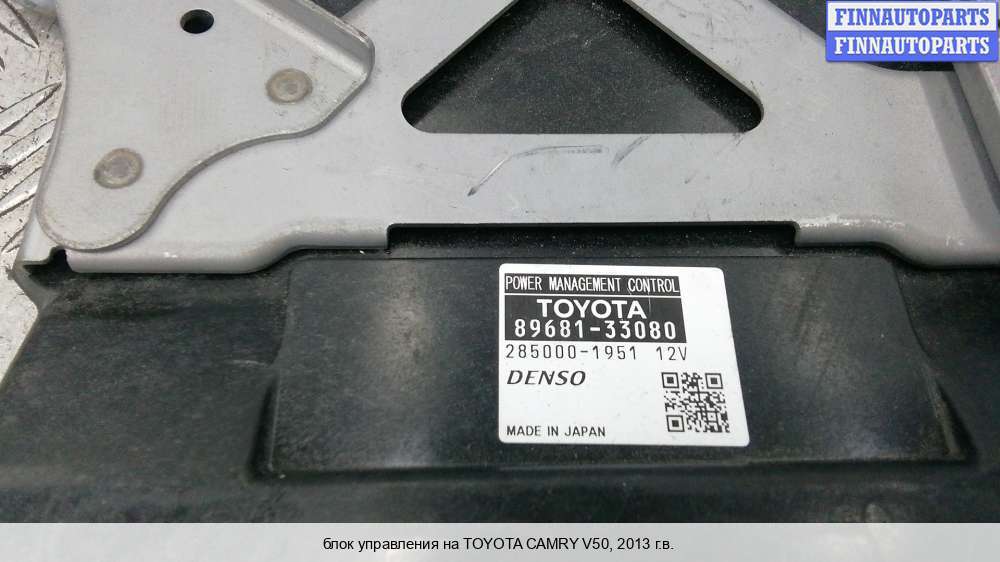 FINNAUTOPARTS
FINNAUTOPARTS
POWER MANAGEMENT CONTROL
TOYOTA
89681-33080
285000-1951 12V
DENSO
MADE IN JAPAN
блок управления на TOYOTA CAMRY V50, 2013 г.в.